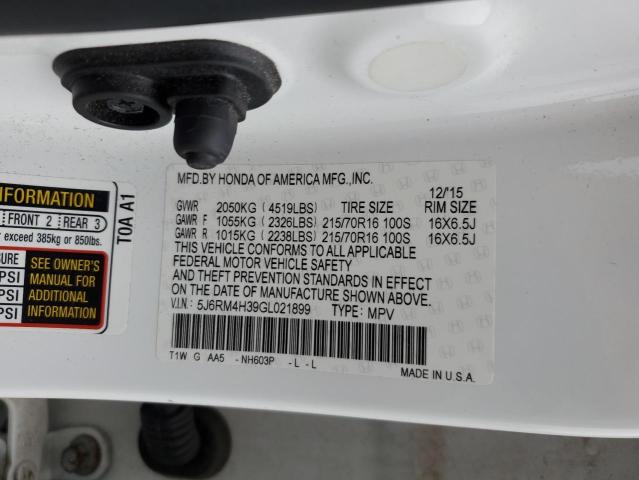 MFD.BY HONDA OF AMERICA MFG.,INC.
12/15
GVWR 2050KG ( 4519LBS) TIRE SIZE RIM SIZE
GAWR F 1055KG ( 2326LBS) 215/70R16 100S 16X6.5J
GAWR R 1015KG ( 2238LBS) 215/70R16 100S 16X6.5J
THIS VEHICLE CONFORMS TO ALL APPLICABLE
FEDERAL MOTOR VEHICLE SAFETY
AND THEFT PREVENTION STANDARDS IN EFFECT
ON THE DATE OF MANUFACTURE SHOWN ABOVE.
V.I.N: 5J6RM4H39GL021899 TYPE: MPV
T1W G AA5 -NH603P -L -L
MADE IN U.S.A.
INFORMATION
FRONT 2 REAR 3
exceed 385kg or 850lbs.
SEE OWNER'S
MANUAL FOR
ADDITIONAL
INFORMATION
PSI
PSI
PSI
T0A A1